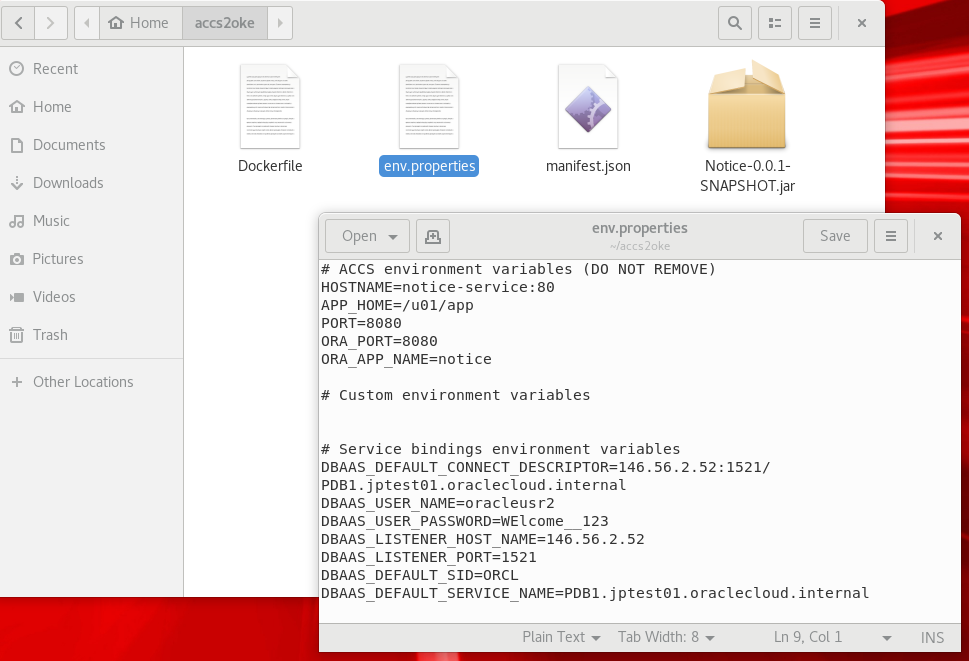 Home
accs2oke
Recent
Home
Documents
Downloads
Music
Pictures
Videos
Trash
Other Locations
Dockerfile
env.properties
manifest.json
Notice-0.0.1-
SNAPSHOT.jar
Open
env.properties
~/accs2oke
Save
# ACCS environment variables (DO NOT REMOVE)
HOSTNAME=notice-service:80
APP_HOME=/u01/app
PORT=8080
ORA_PORT=8080
ORA_APP_NAME=notice
# Custom environment variables
# Service bindings environment variables
DBAAS_DEFAULT_CONNECT_DESCRIPTOR=146.56.2.52:1521/
PDB1.jptest01.oraclecloud.internal
DBAAS_USER_NAME=oracleusr2
DBAAS_USER_PASSWORD=WElcome__123
DBAAS_LISTENER_HOST_NAME=146.56.2.52
DBAAS_LISTENER_PORT=1521
DBAAS_DEFAULT_SID=ORCL
DBAAS_DEFAULT_SERVICE_NAME=PDB1.jptest01.oraclecloud.internal
Plain Text
Tab Width: 8
Ln 9, Col 1
INS